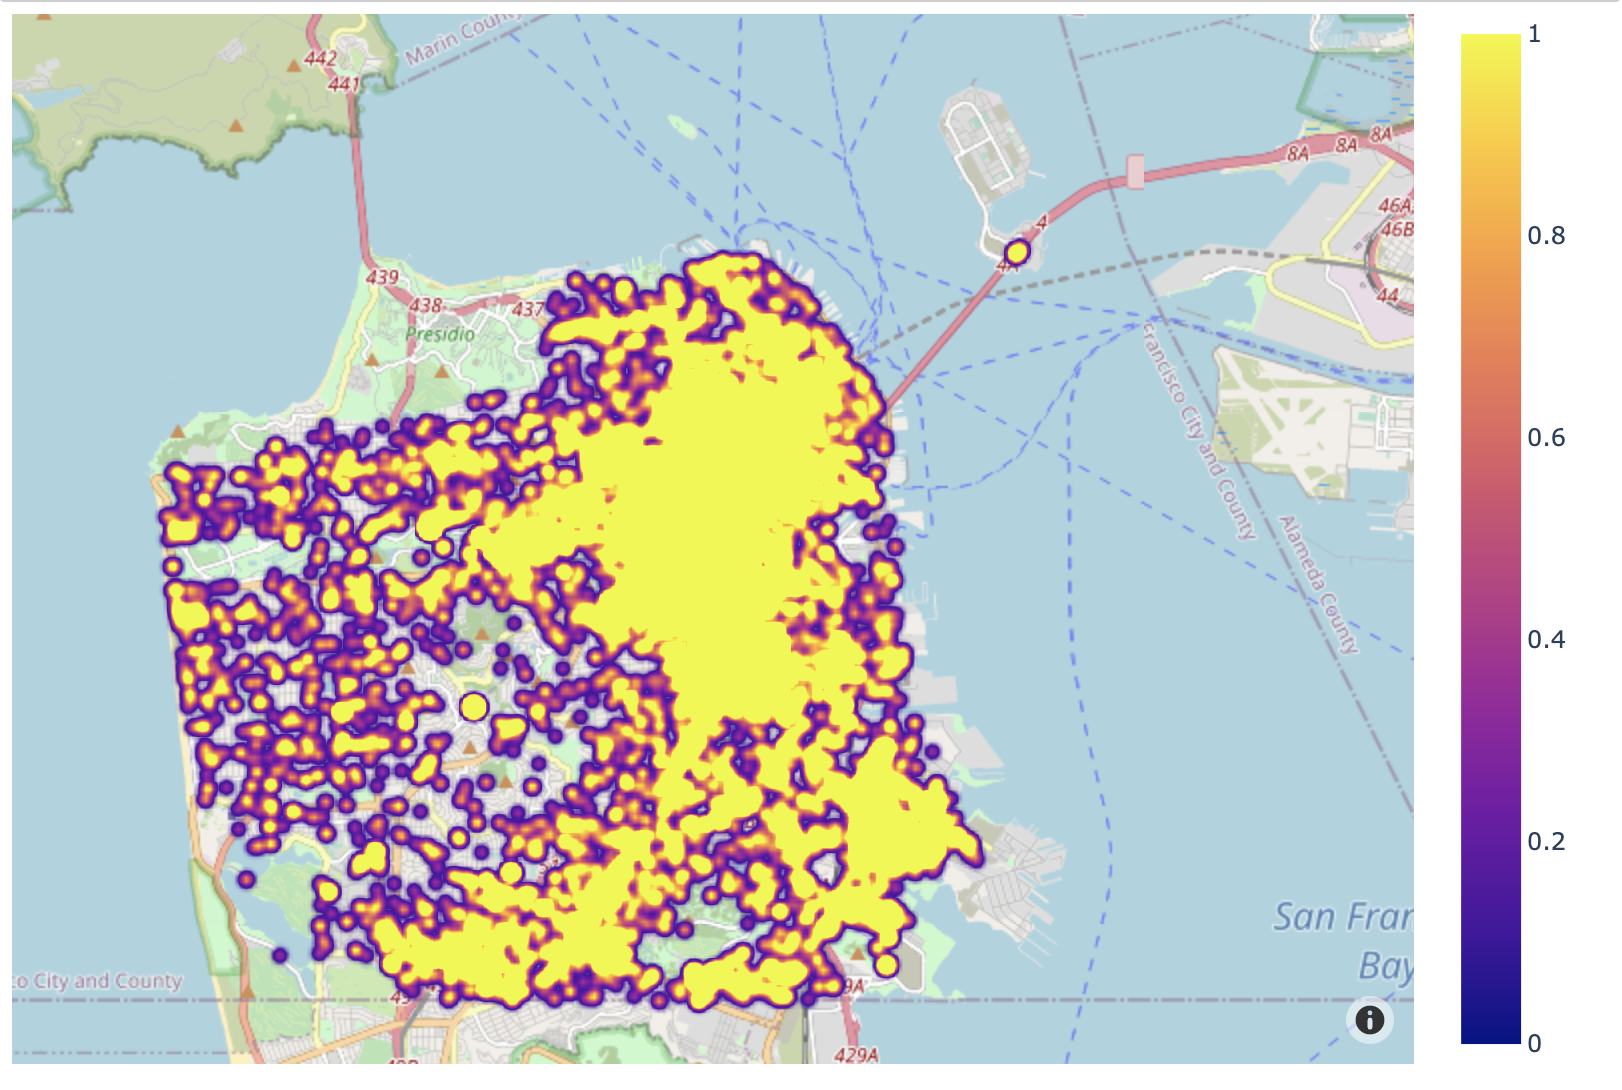 Marin County
442
441
4
8A
8A
8A
46A
46B
4A
439
438
437
Presidio
44
Francisco City and County
Alameda County
San Fran
Bay
co City and County
9A
429A
1
0.8
0.6
0.4
0.2
0